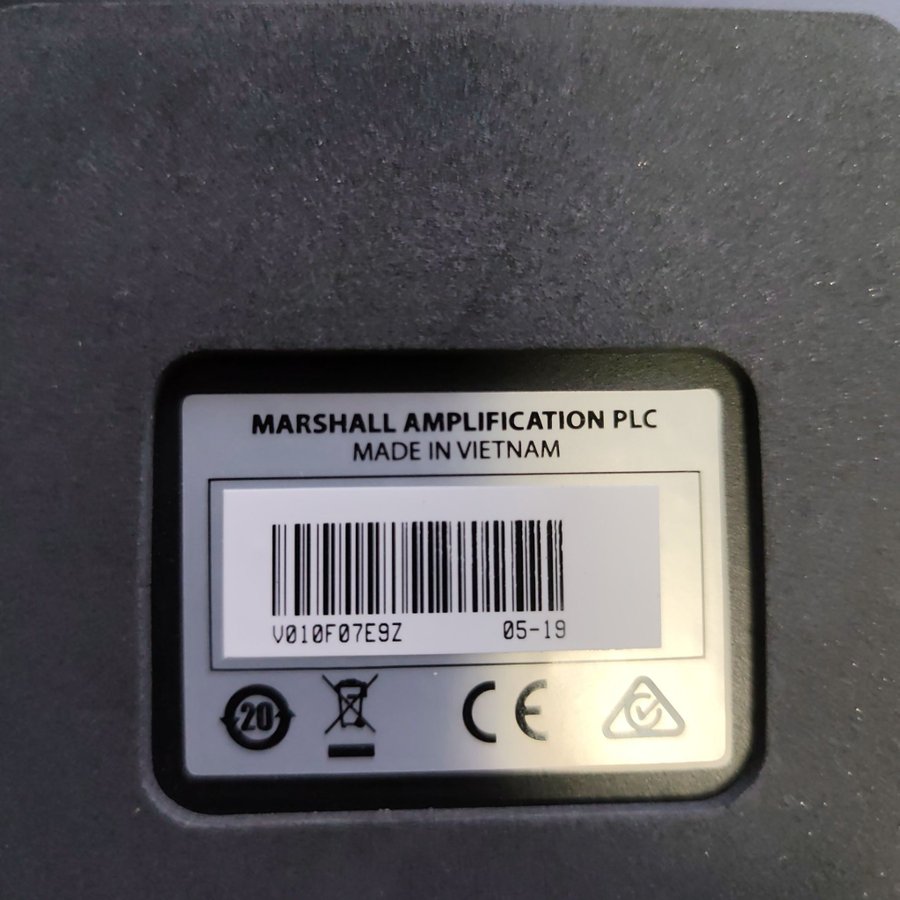 MARSHALL AMPLIFICATION PLC
MADE IN VIETNAM
V010F07E9Z 05-19
20 CE